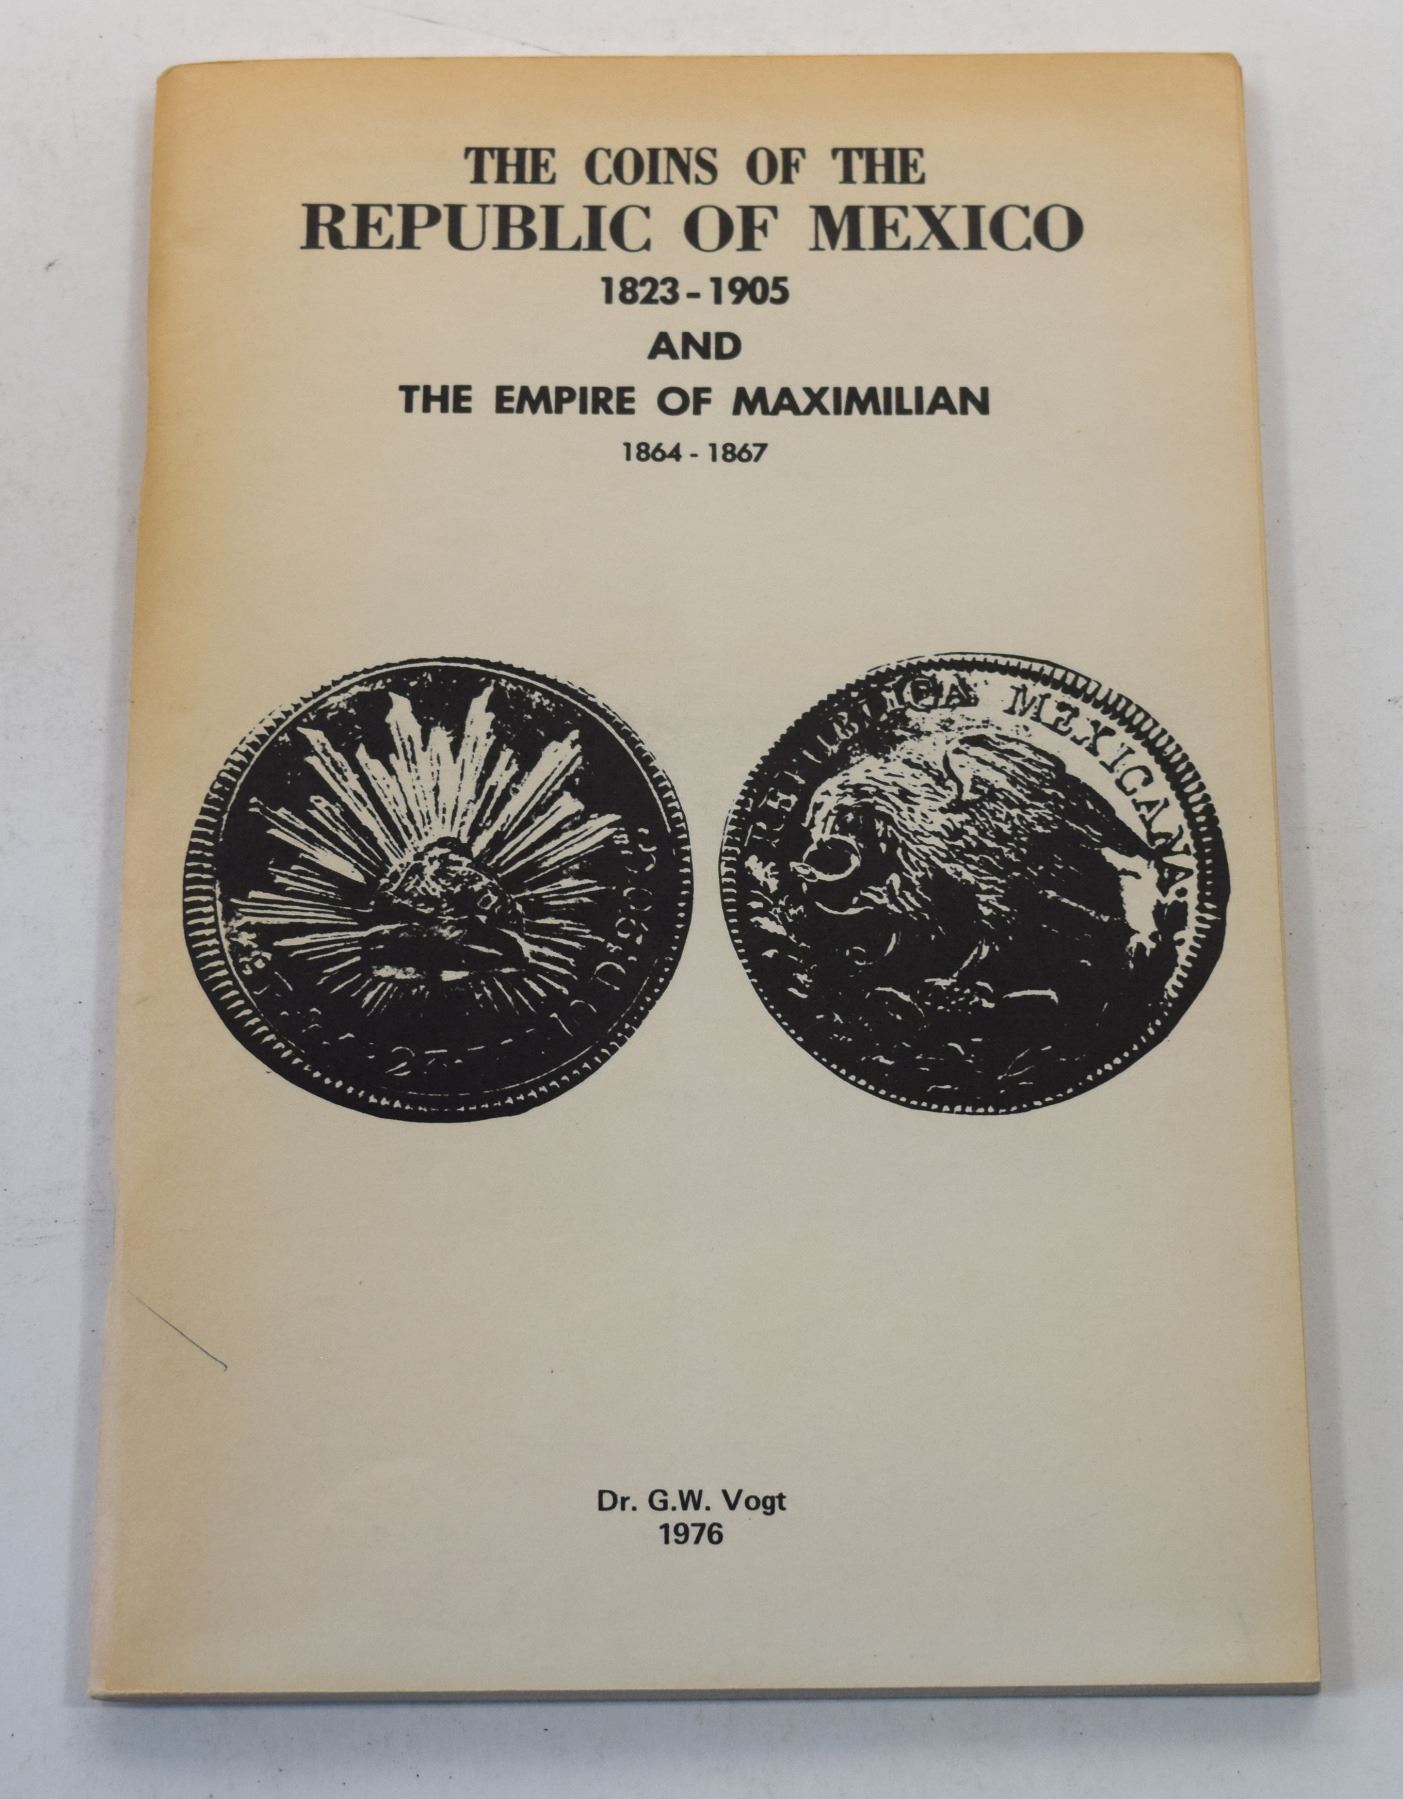 THE COINS OF THE
REPUBLIC OF MEXICO
1823-1905
AND
THE EMPIRE OF MAXIMILIAN
1864 - 1867
REPUBLICA MEXICANA
Dr. G.W. Vogt
1976